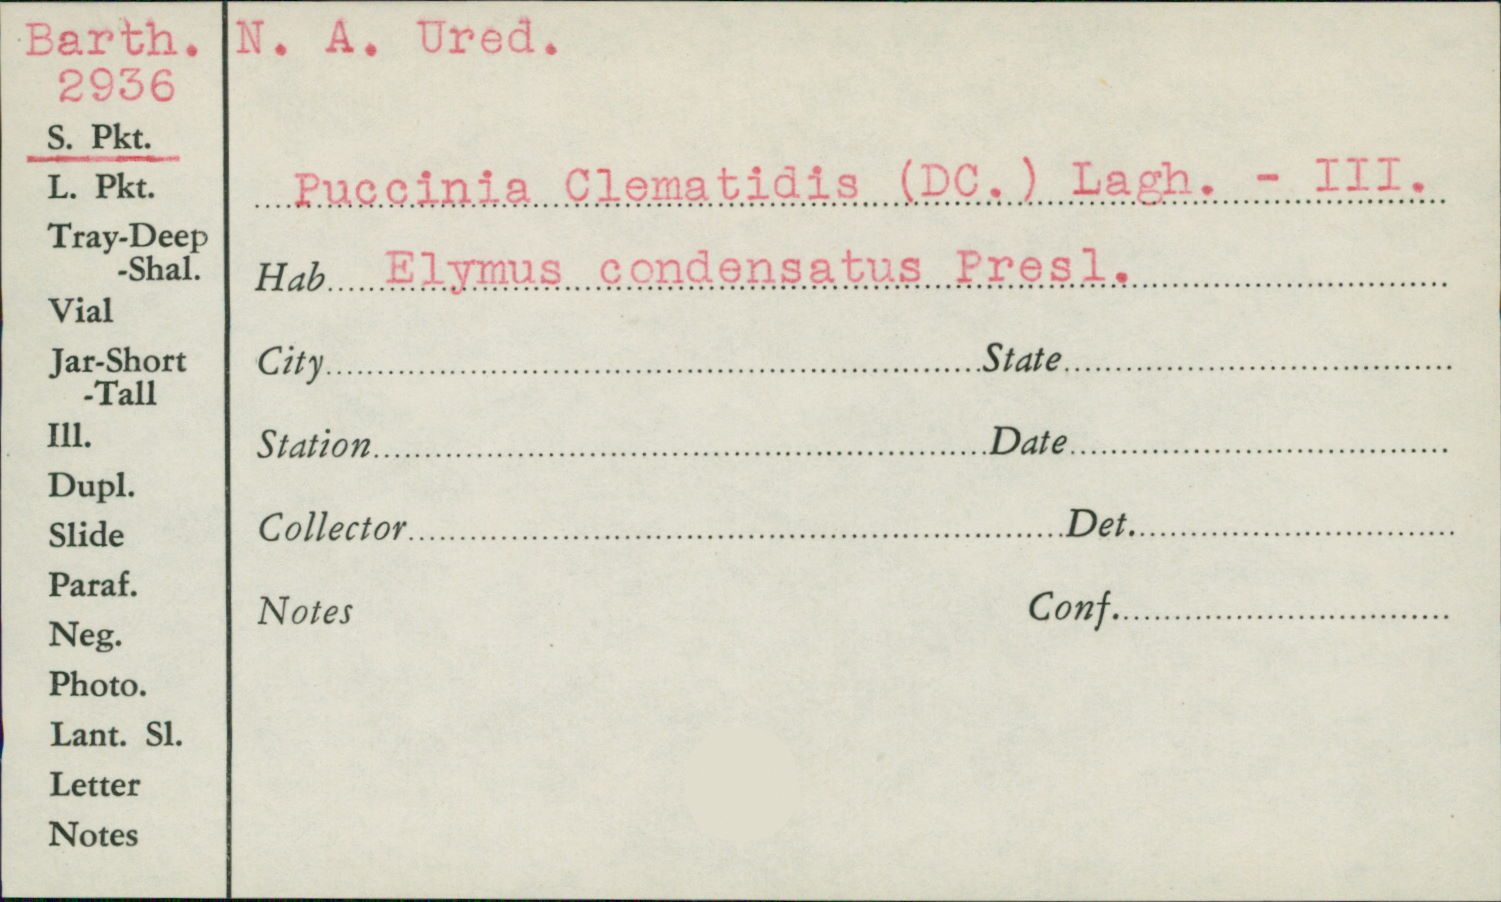 Barth. N. A. Ured.
2936
S. Pkt.
L. Pkt.
Tray-Deep
-Shal.
Vial
Jar-Short
-Tall
Ill.
Dupl.
Slide
Paraf.
Neg.
Photo.
Lant. Sl.
Letter
Notes
Puccinia Clematidis (DC.) Lagh. - III.
Hab. Elymus condensatus Presl.
City State
Station Date
Collector Det.
Notes Conf.